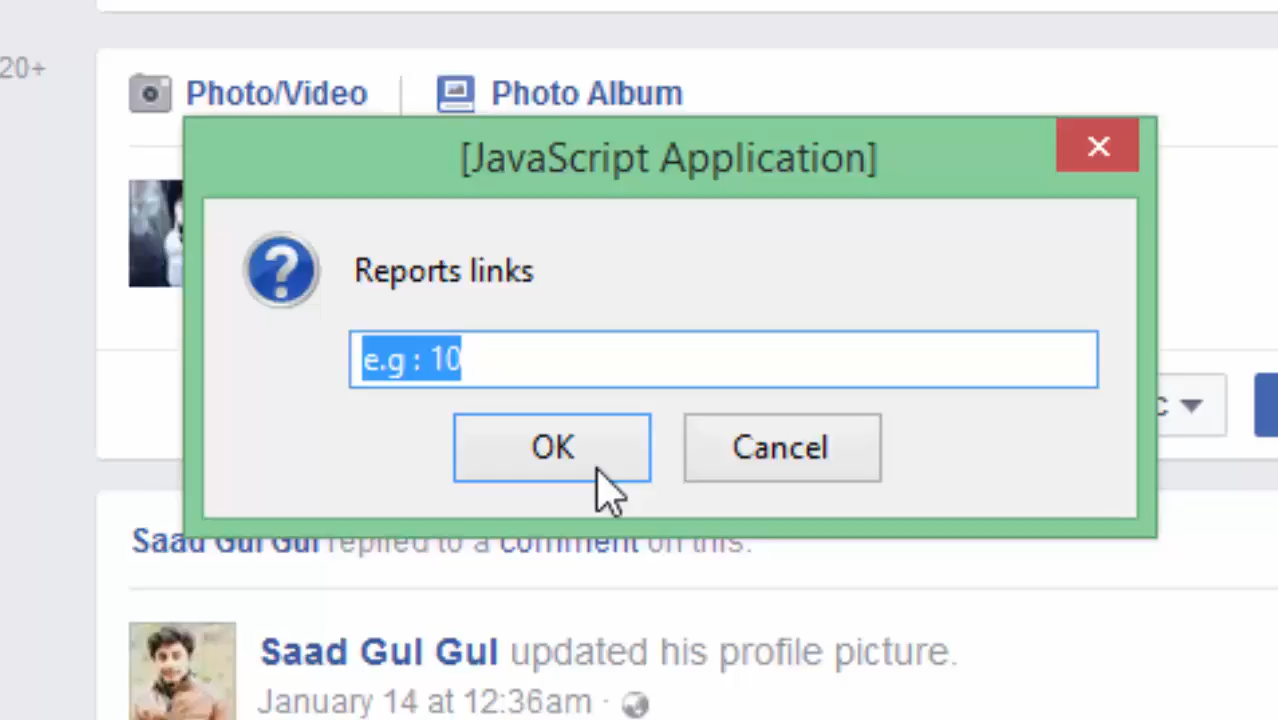 20+
Photo/Video
Photo Album
[JavaScript Application]
Reports links
e.g : 10
OK
Cancel
Saad Gul Gul replied to a comment on this.
Saad Gul Gul updated his profile picture.
January 14 at 12:36am ·